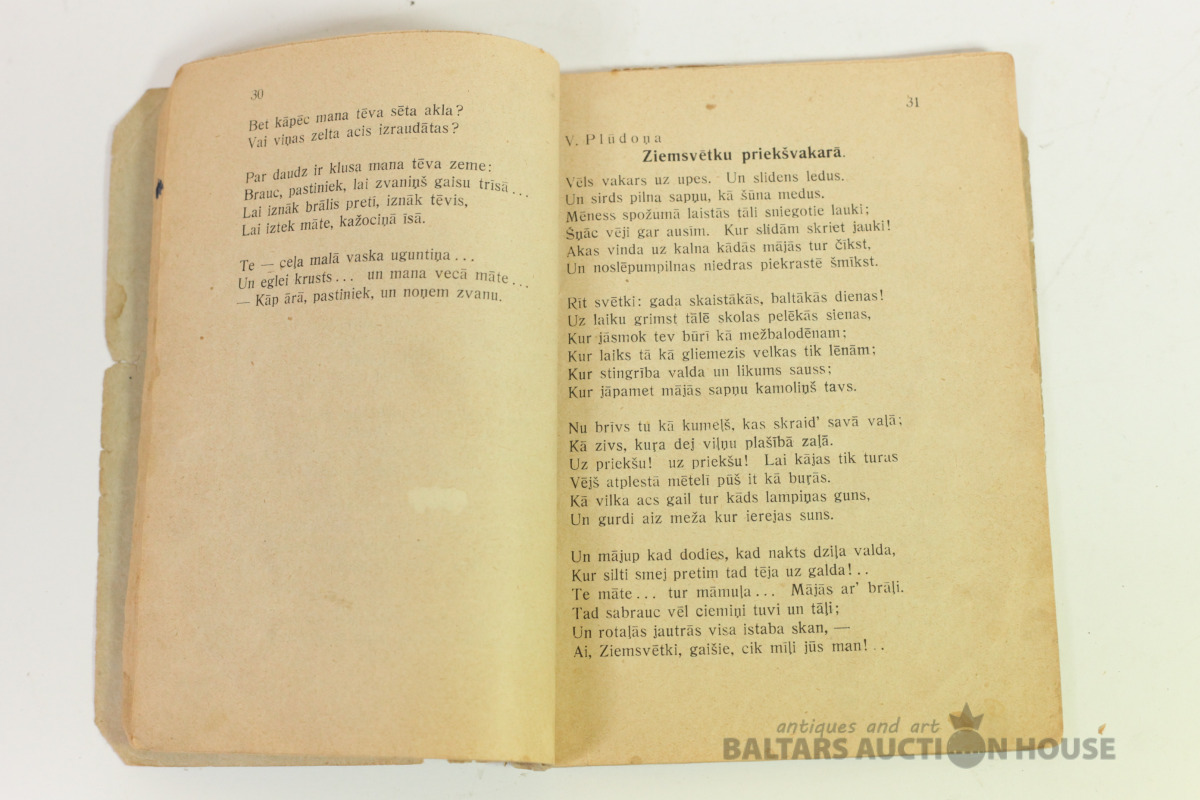 30
Bet kāpēc mana tēva sēta akla?
Vai viņas zelta acis izraudātas?
Par daudz ir klusa mana tēva zeme:
Brauc, pastiniek, lai zvaniņš gaisu trīsā...
Lai iznāk brālis preti, iznāk tēvis,
Lai iztek māte, kažociņā īsā.
Te — ceļa malā vaska uguntiņa...
Un eglei krusts... un mana vecā māte...
— Kāp ārā, pastiniek, un noņem zvanu.
31
V. Plūdoņa
Ziemsvētku priekšvakarā.
Vēls vakars uz upes. Un slidens ledus.
Un sirds pilna sapņu, kā šūna medus.
Mēness spožumā laistās tāli sniegotie lauki;
Šņāc vēji gar ausīm. Kur slīdām skriet jauki!
Akas vinda uz kalna kādās mājās tur čīkst,
Un noslēpumpilnas niedras piekrastē šmīkst.
Rīt svētki: gada skaistākās, baltākās dienas!
Uz laiku grimst tālē skolas pelēkās sienas,
Kur jāsmok tev būrī kā mežbalodēnam;
Kur laiks tā kā gliemezis velkas tik lēnām;
Kur stingrība valda un likums sauss;
Kur jāpamet mājās sapņu kamoliņš tavs.
Nu brīvs tu kā kumeļš, kas skraid' savā vaļā;
Kā zivs, kuŗa dej viļņu plašībā zaļā.
Uz priekšu! uz priekšu! Lai kājas tik turas
Vējš atplestā mētelī pūš it kā buŗās.
Kā vilka acs gail tur kāds lampiņas guns,
Un gurdi aiz meža kur ierejas suns.
Un mājup kad dodies, kad nakts dziļa valda,
Kur silti smej pretim tad tēja uz galda!..
Te māte... tur māmuļa... Mājās ar' brāļi.
Tad sabrauc vēl ciemiņi tuvi un tāļi;
Un rotaļās jautrās visa istaba skan, —
Ai, Ziemsvētki, gaišie, cik mīļi jūs man!..
antiques and art
BALTARS AUCTION HOUSE